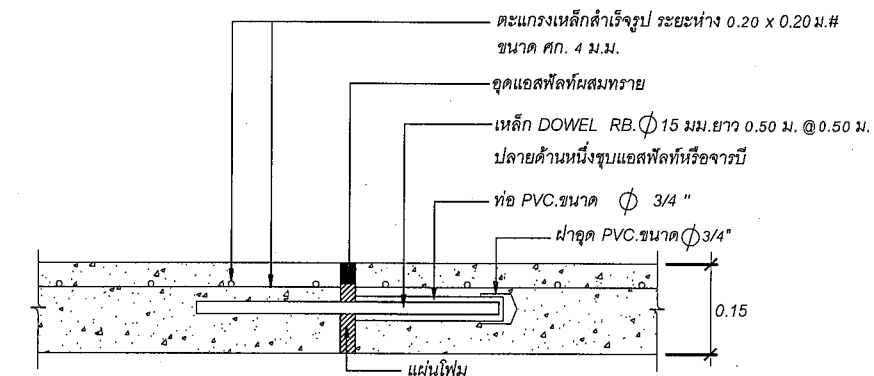 ตะแกรงเหล็กสำเร็จรูป ระยะห่าง 0.20 x 0.20 ม.#
ขนาด ศก. 4 ม.ม.
อุดแอสฟัลท์ผสมทราย
เหล็ก DOWEL RB.∅ 15 มม.ยาว 0.50 ม. @ 0.50 ม.
ปลายด้านหนึ่งชุบแอสฟัลท์หรือจารบี
ท่อ PVC.ขนาด ∅ 3/4 "
ฝาอุด PVC.ขนาด∅3/4"
0.15
แผ่นโฟม